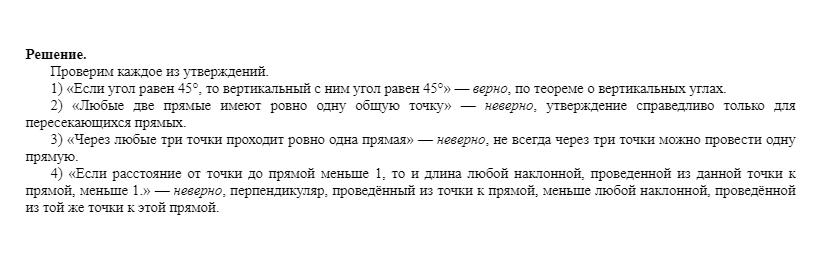 Решение.
Проверим каждое из утверждений.
1) «Если угол равен 45°, то вертикальный с ним угол равен 45°» — верно, по теореме о вертикальных углах.
2) «Любые две прямые имеют ровно одну общую точку» — неверно, утверждение справедливо только для
пересекающихся прямых.
3) «Через любые три точки проходит ровно одна прямая» — неверно, не всегда через три точки можно провести одну
прямую.
4) «Если расстояние от точки до прямой меньше 1, то и длина любой наклонной, проведенной из данной точки к
прямой, меньше 1.» — неверно, перпендикуляр, проведённый из точки к прямой, меньше любой наклонной, проведённой
из той же точки к этой прямой.